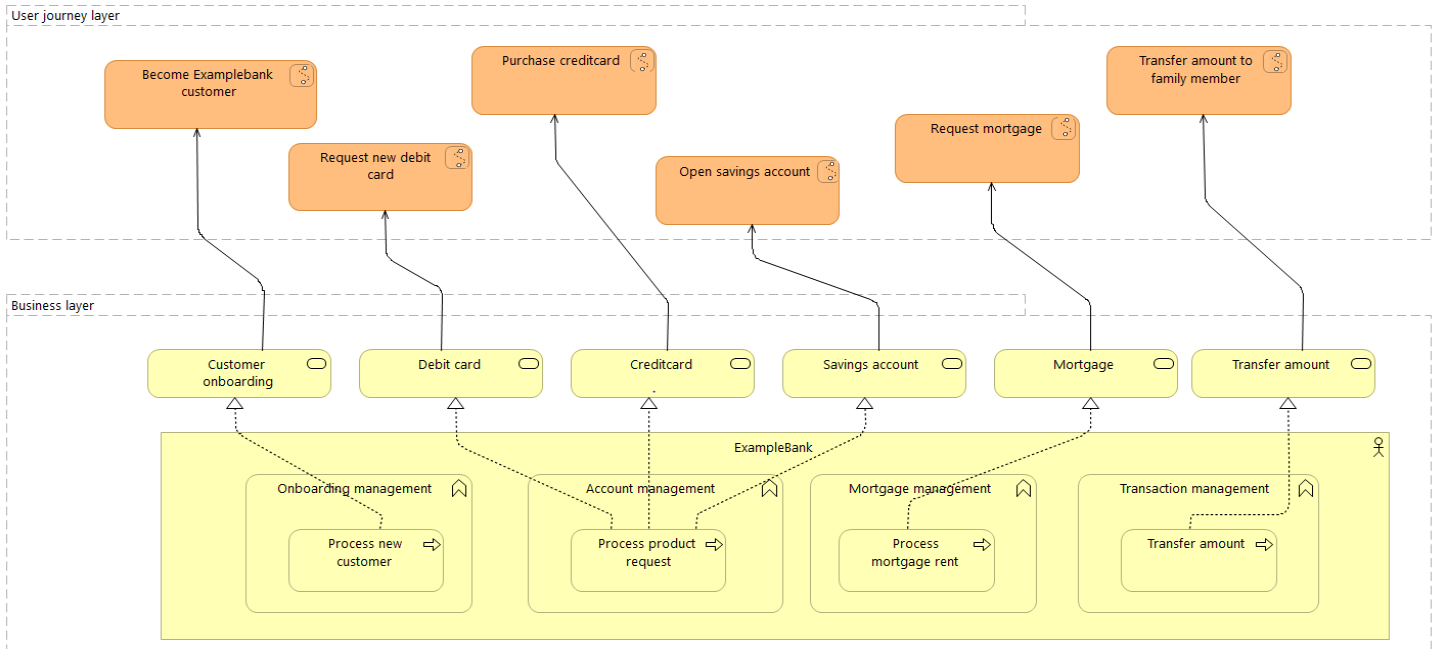 User journey layer
Become Examplebank
customer
Purchase creditcard
Transfer amount to
family member
Request new debit
card
Open savings account
Request mortgage
Business layer
Customer
onboarding
Debit card
Creditcard
Savings account
Mortgage
Transfer amount
ExampleBank
Onboarding management
Account management
Mortgage management
Transaction management
Process new
customer
Process product
request
Process
mortgage rent
Transfer amount